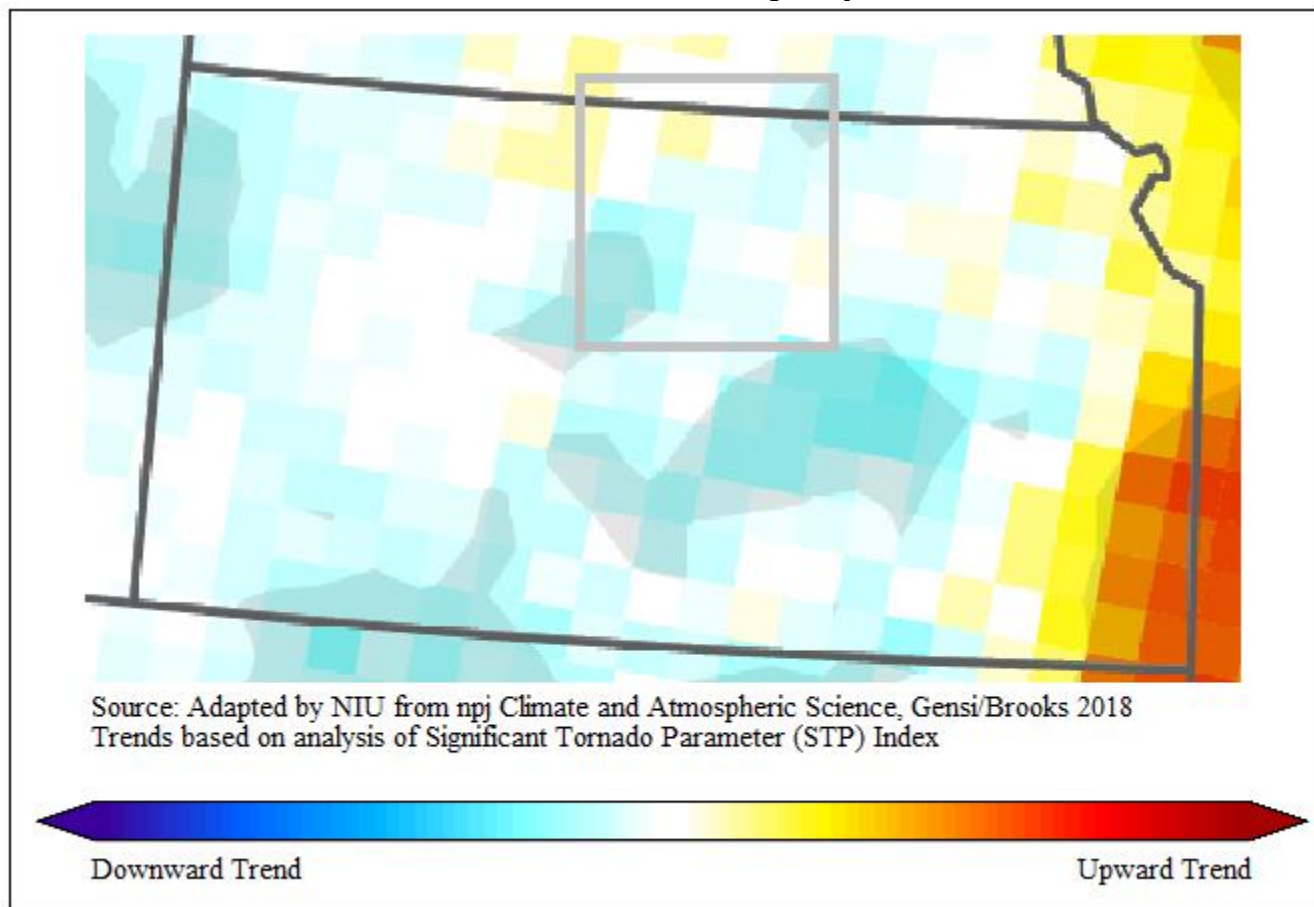 Source: Adapted by NIU from npj Climate and Atmospheric Science, Gensi/Brooks 2018
Trends based on analysis of Significant Tornado Parameter (STP) Index
Downward Trend
Upward Trend